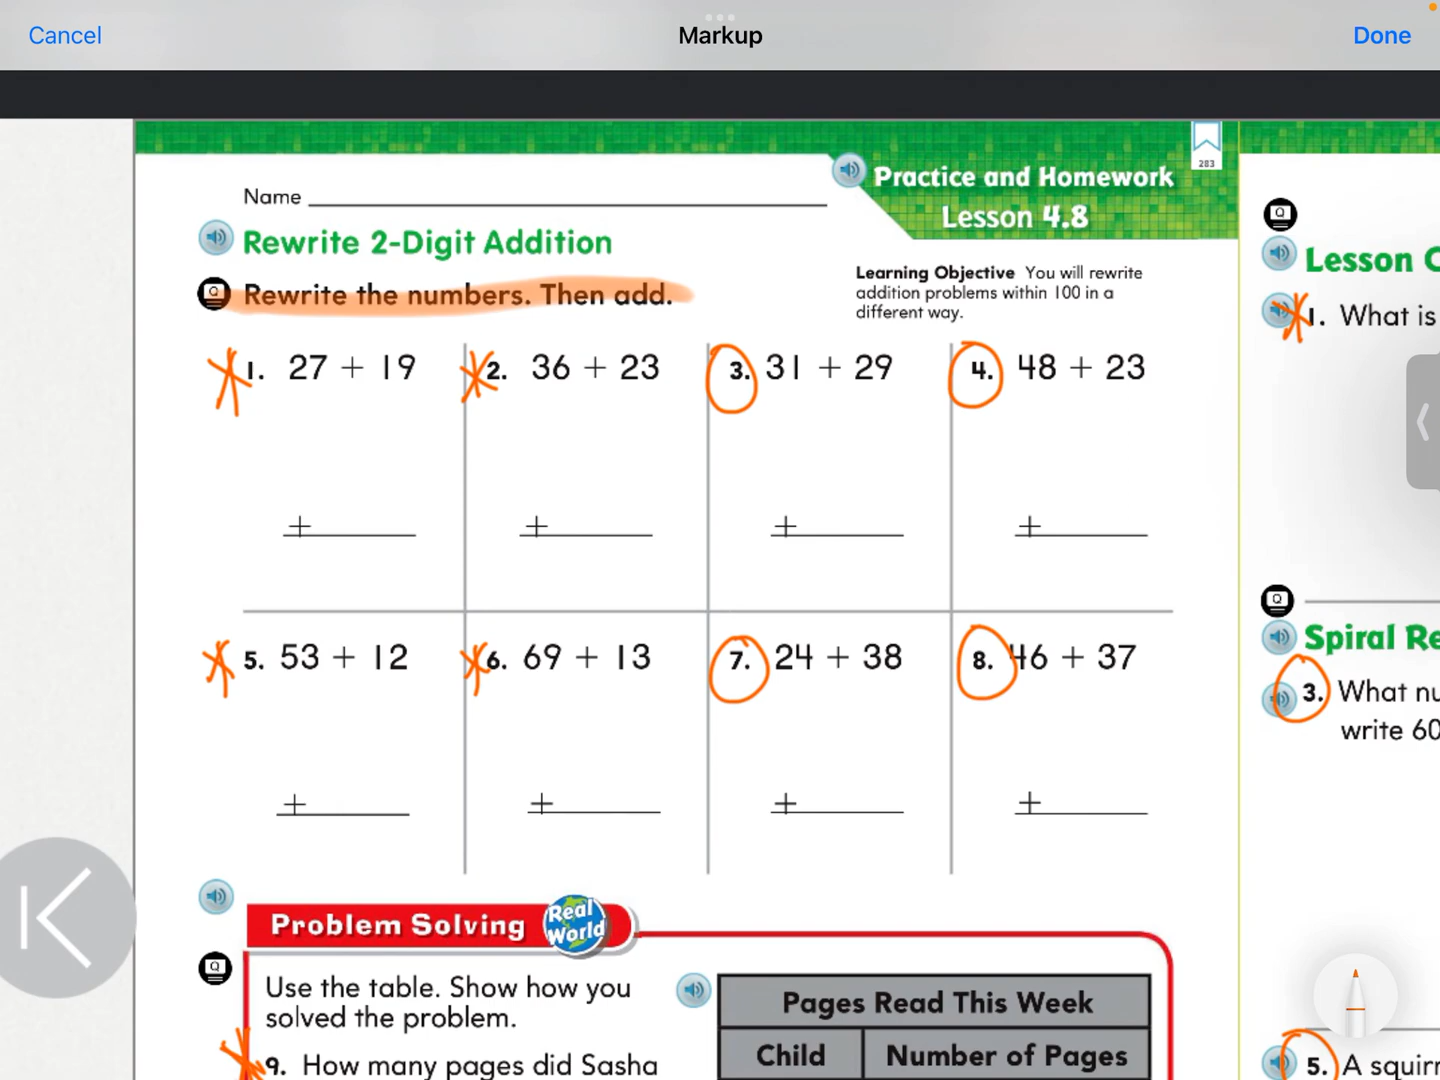 Cancel
Markup
Done
283
Practice and Homework
Lesson 4.8
Name
Rewrite 2-Digit Addition
Rewrite the numbers. Then add.
Learning Objective You will rewrite
addition problems within 100 in a
different way.
1. 27 + 19
2. 36 + 23
3. 31 + 29
4. 48 + 23
+
+
+
+
5. 53 + 12
6. 69 + 13
7. 24 + 38
8. 46 + 37
+
+
+
+
Problem Solving
Real
World
Use the table. Show how you
solved the problem.
9. How many pages did Sasha
Pages Read This Week
Child
Number of Pages
Lesson C
1. What is
Spiral Re
3. What nu
write 60
5. A squirr